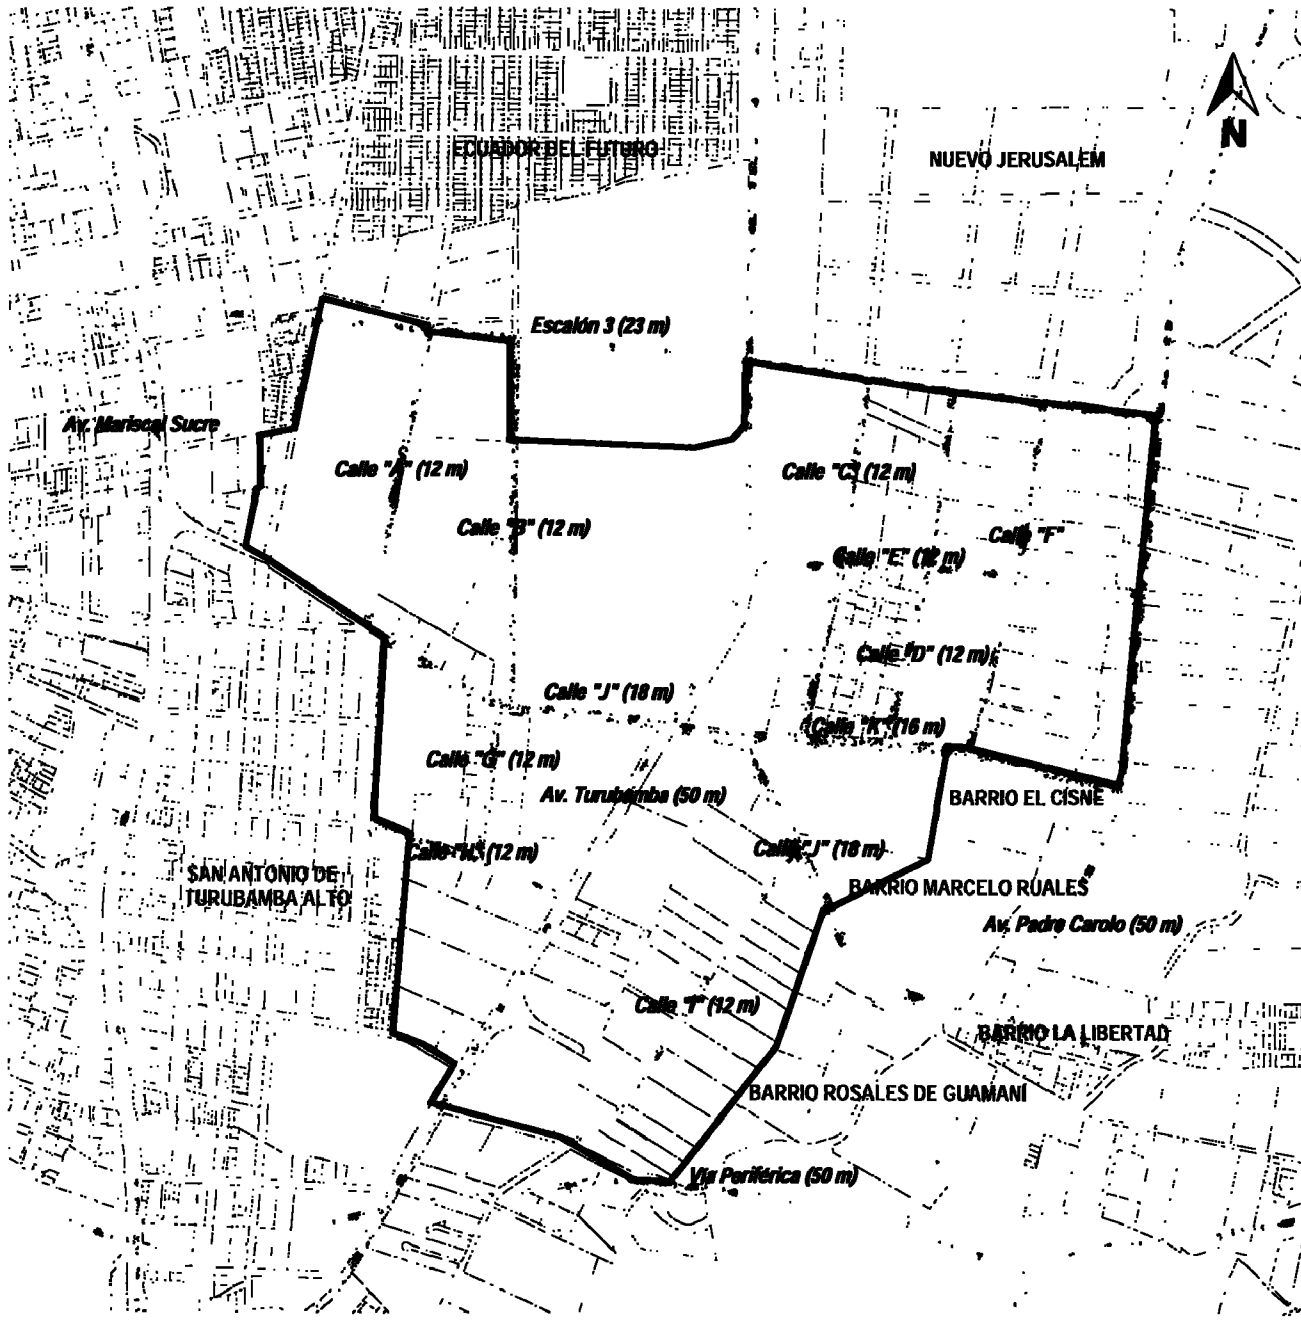 ECUADOR DEL FUTURO
NUEVO JERUSALEM
N
Escalón 3 (23 m)
Av. Mariscal Sucre
Calle "A" (12 m)
Calle "C" (12 m)
Calle "B" (12 m)
Calle "F"
Calle "E" (12 m)
Calle "D" (12 m)
Calle "J" (18 m)
Calle "K" (16 m)
Calle "G" (12 m)
Av. Turubamba (50 m)
BARRIO EL CISNE
Calle "H" (12 m)
Calle "J" (18 m)
SAN ANTONIO DE
TURUBAMBA ALTO
BARRIO MARCELO RUALES
Av. Padre Carolo (50 m)
Calle "I" (12 m)
BARRIO LA LIBERTAD
BARRIO ROSALES DE GUAMANÍ
Vía Periférica (50 m)